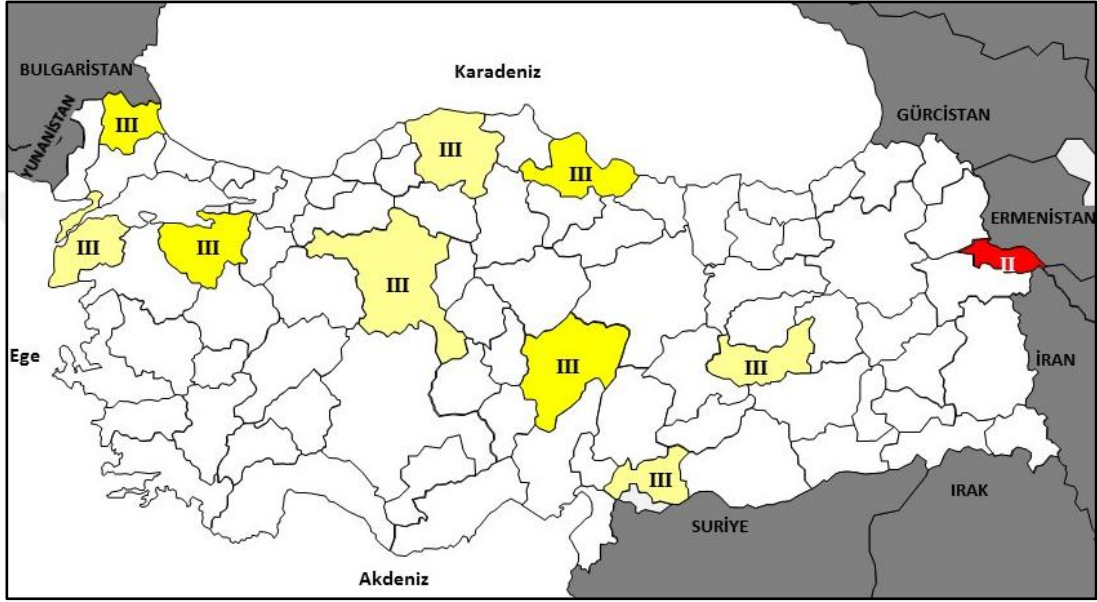 BULGARİSTAN
Karadeniz
YUNANİSTAN
GÜRCİSTAN
III
III
III
ERMENİSTAN
III
III
II
III
Ege
III
III
İRAN
III
IRAK
SURİYE
Akdeniz